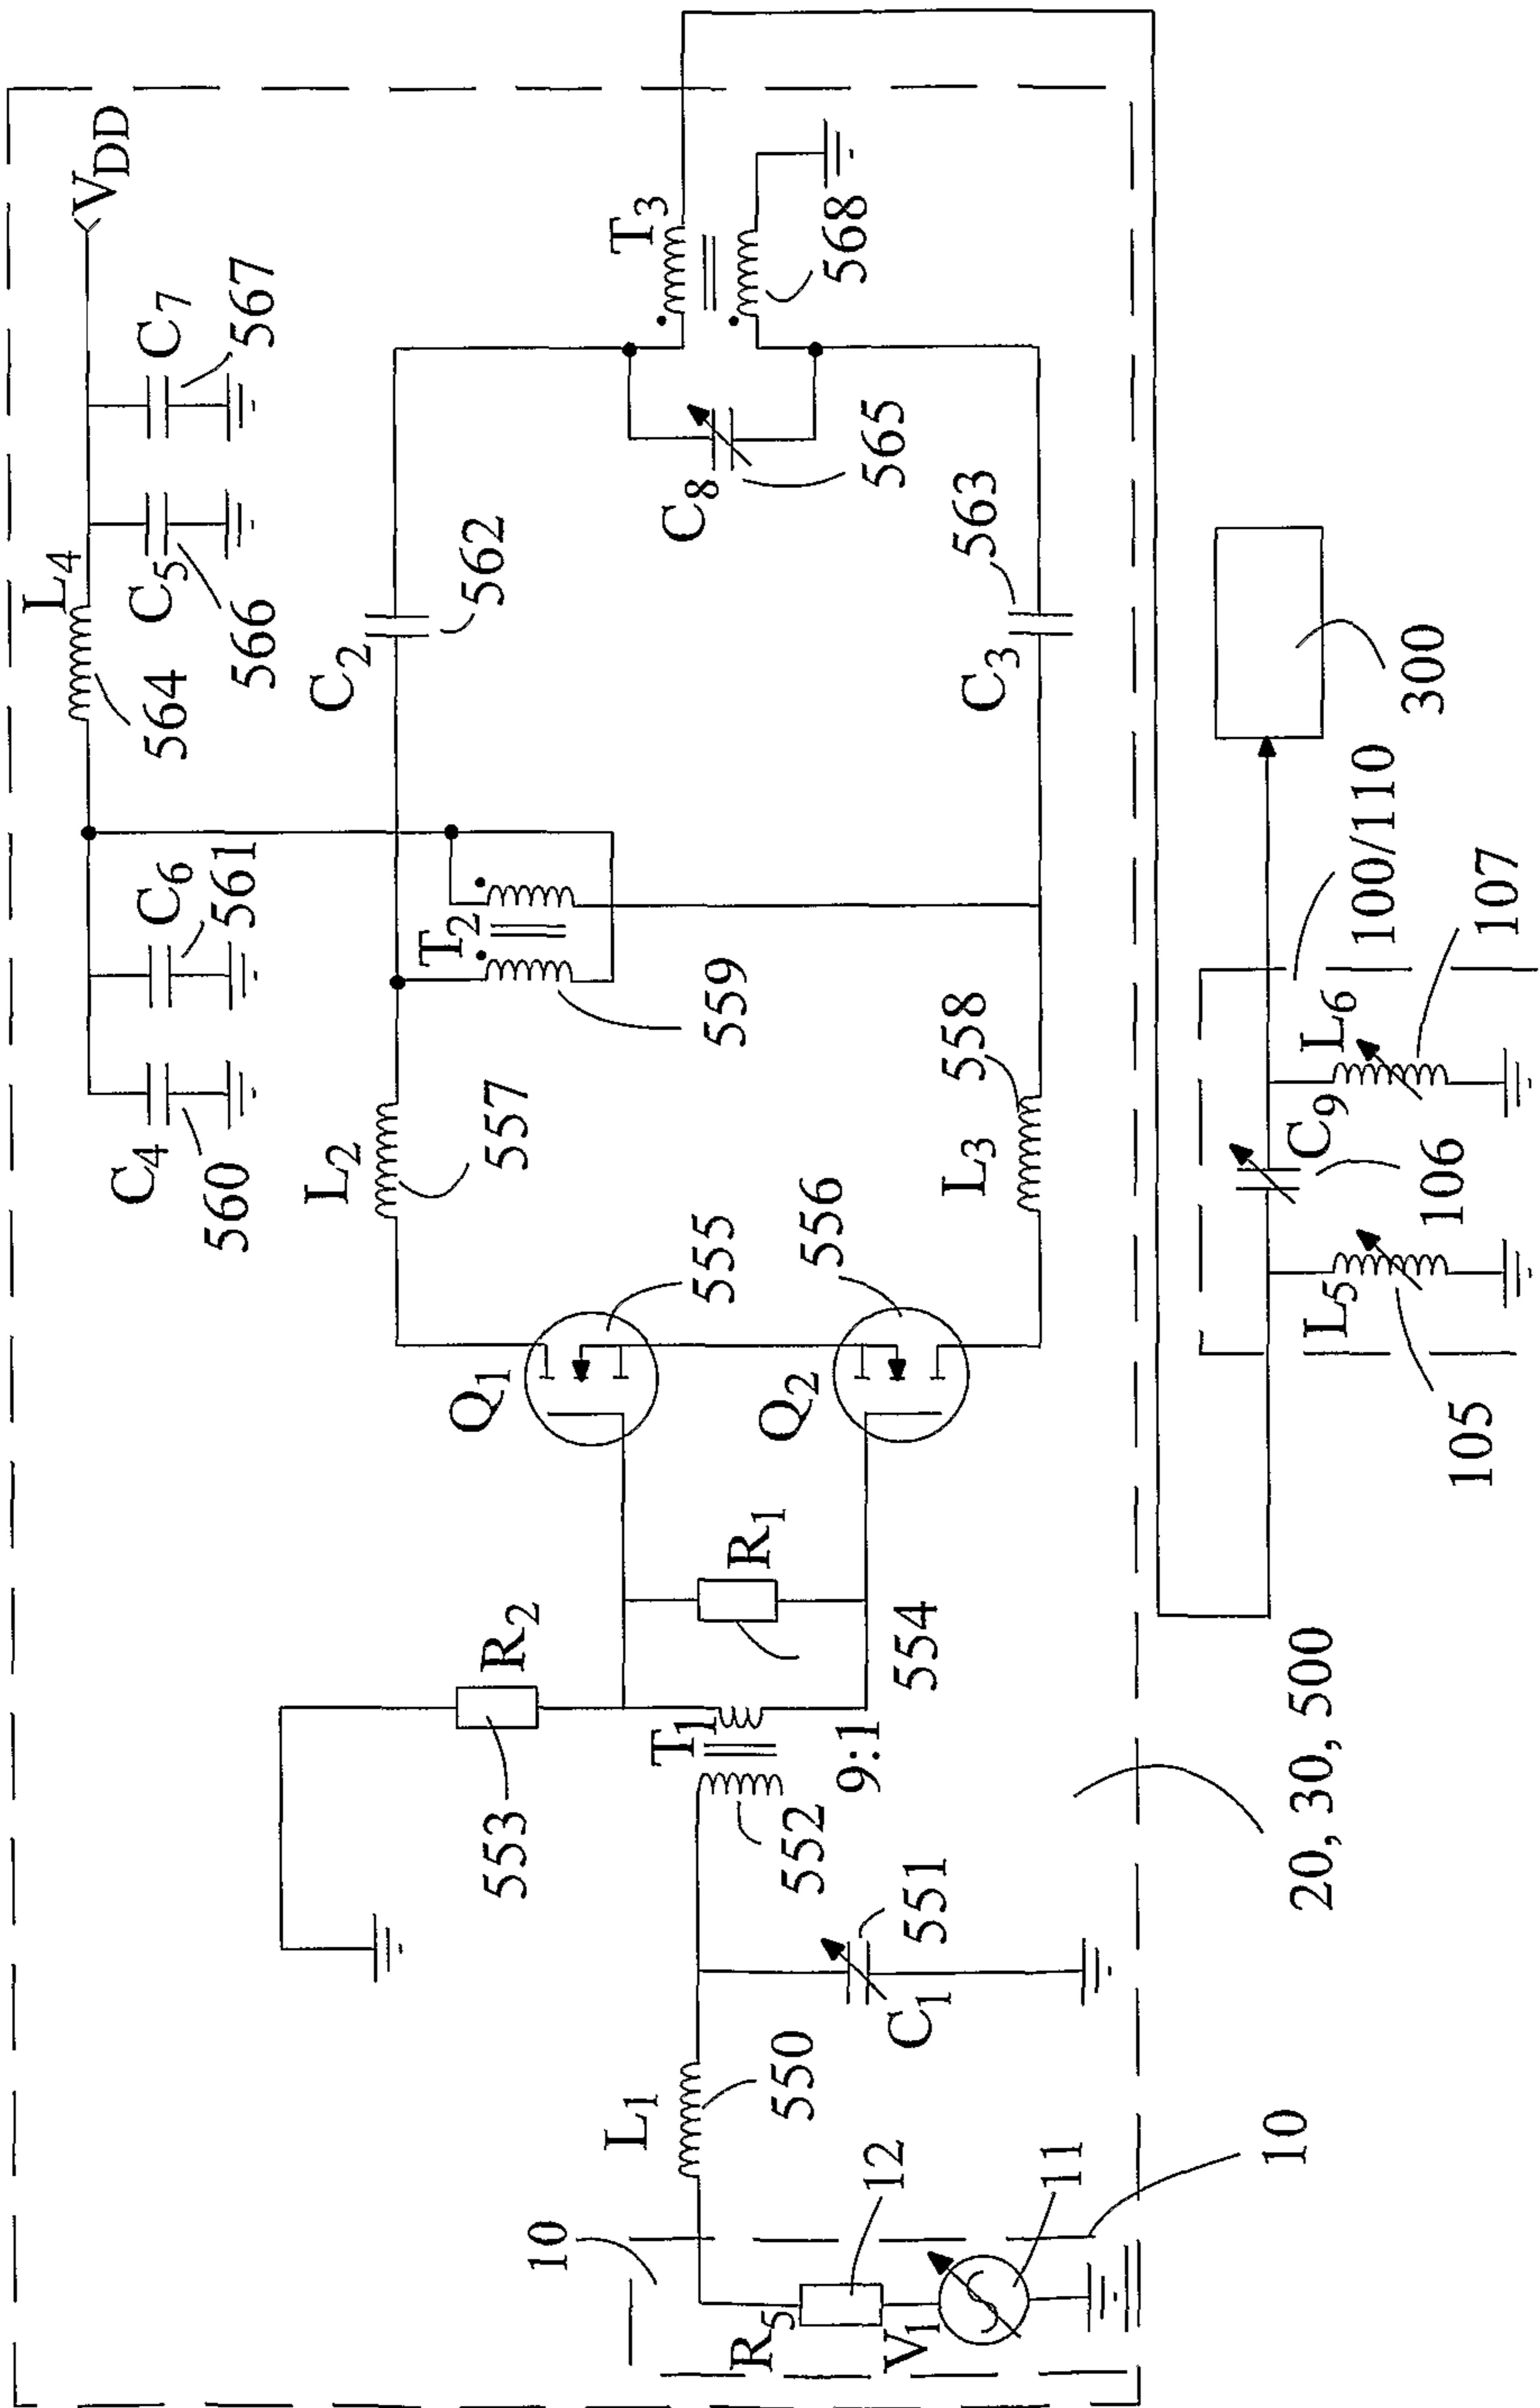 L₄
V_DD
564
C₄
560
C₆
561
C₅
566
C₇
567
L₂
557
T₂
559
C₂
562
T₃
568
C₈
565
Q₁
555
Q₂
556
L₃
558
C₃
563
R₂
553
T₁
552
9:1
R₁
554
L₁
550
C₁
551
10
R₅
12
V₁
11
10
20, 30, 500
L₅
105
C₉
106
L₆
107
100/110
300